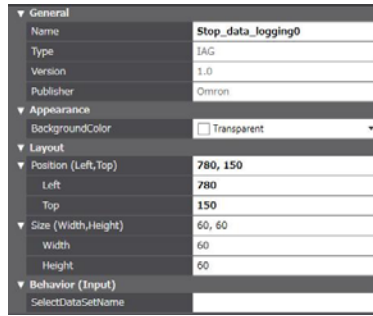 General
Name Stop_data_logging0
Type IAG
Version 1.0
Publisher Omron
Appearance
BackgroundColor Transparent
Layout
Position (Left,Top) 780, 150
Left 780
Top 150
Size (Width,Height) 60, 60
Width 60
Height 60
Behavior (Input)
SelectDataSetName